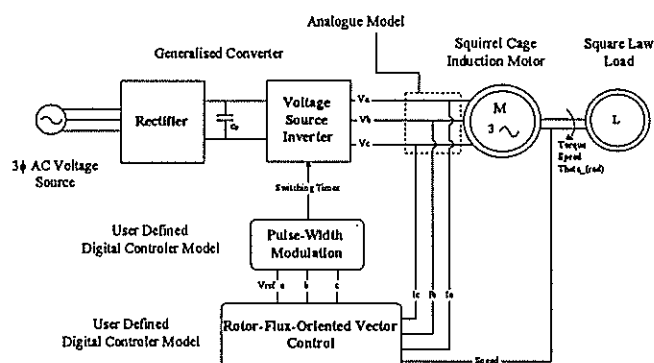 Analogue Model
Generalised Converter
Squirrel Cage
Induction Motor
Square Law
Load
Rectifier
Voltage
Source
Inverter
Va
Vb
Vc
M
3
L
3ϕ AC Voltage
Source
Torque
Speed
Theta_(rad)
Switching Times
User Defined
Digital Controler Model
Pulse-Width
Modulation
Vref a b c
Ic Ib Ia
User Defined
Digital Controler Model
Rotor-Flux-Oriented Vector
Control
Speed